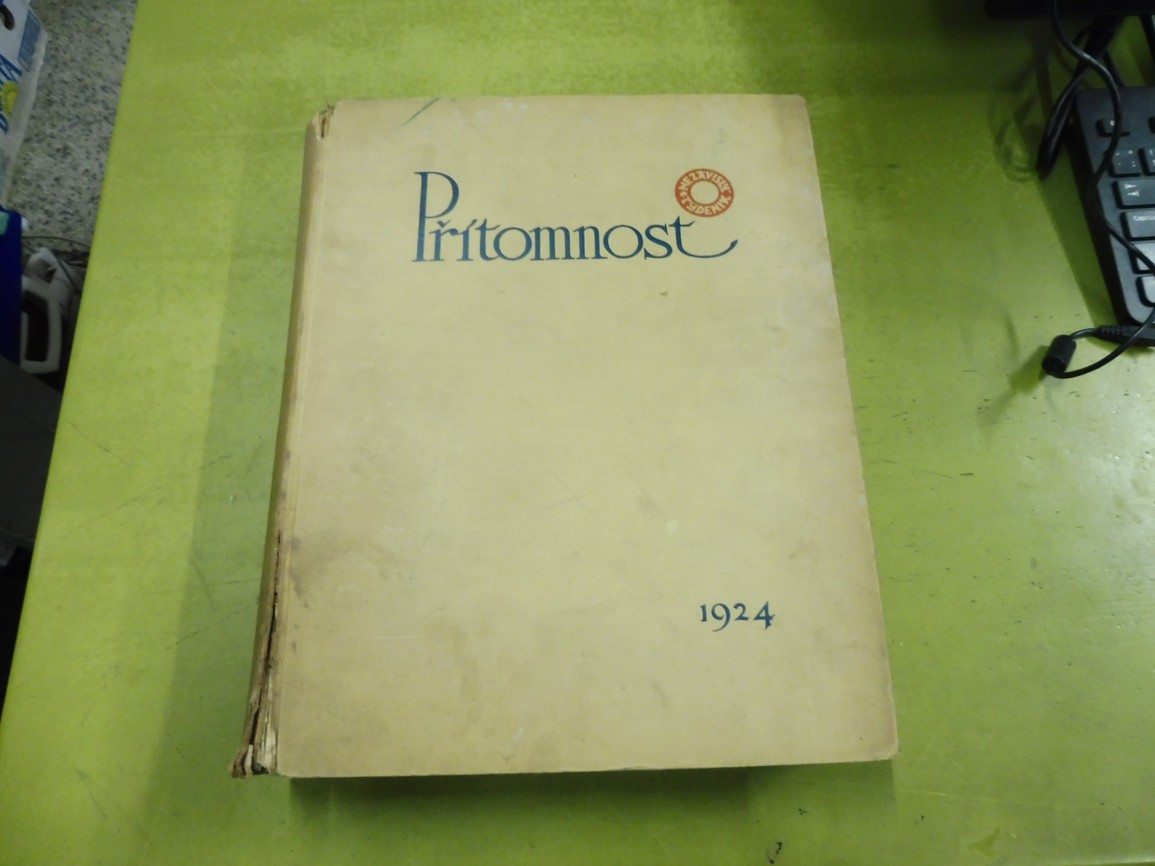 Přítomnost
NEZÁVISLÝ TÝDENÍK
1924